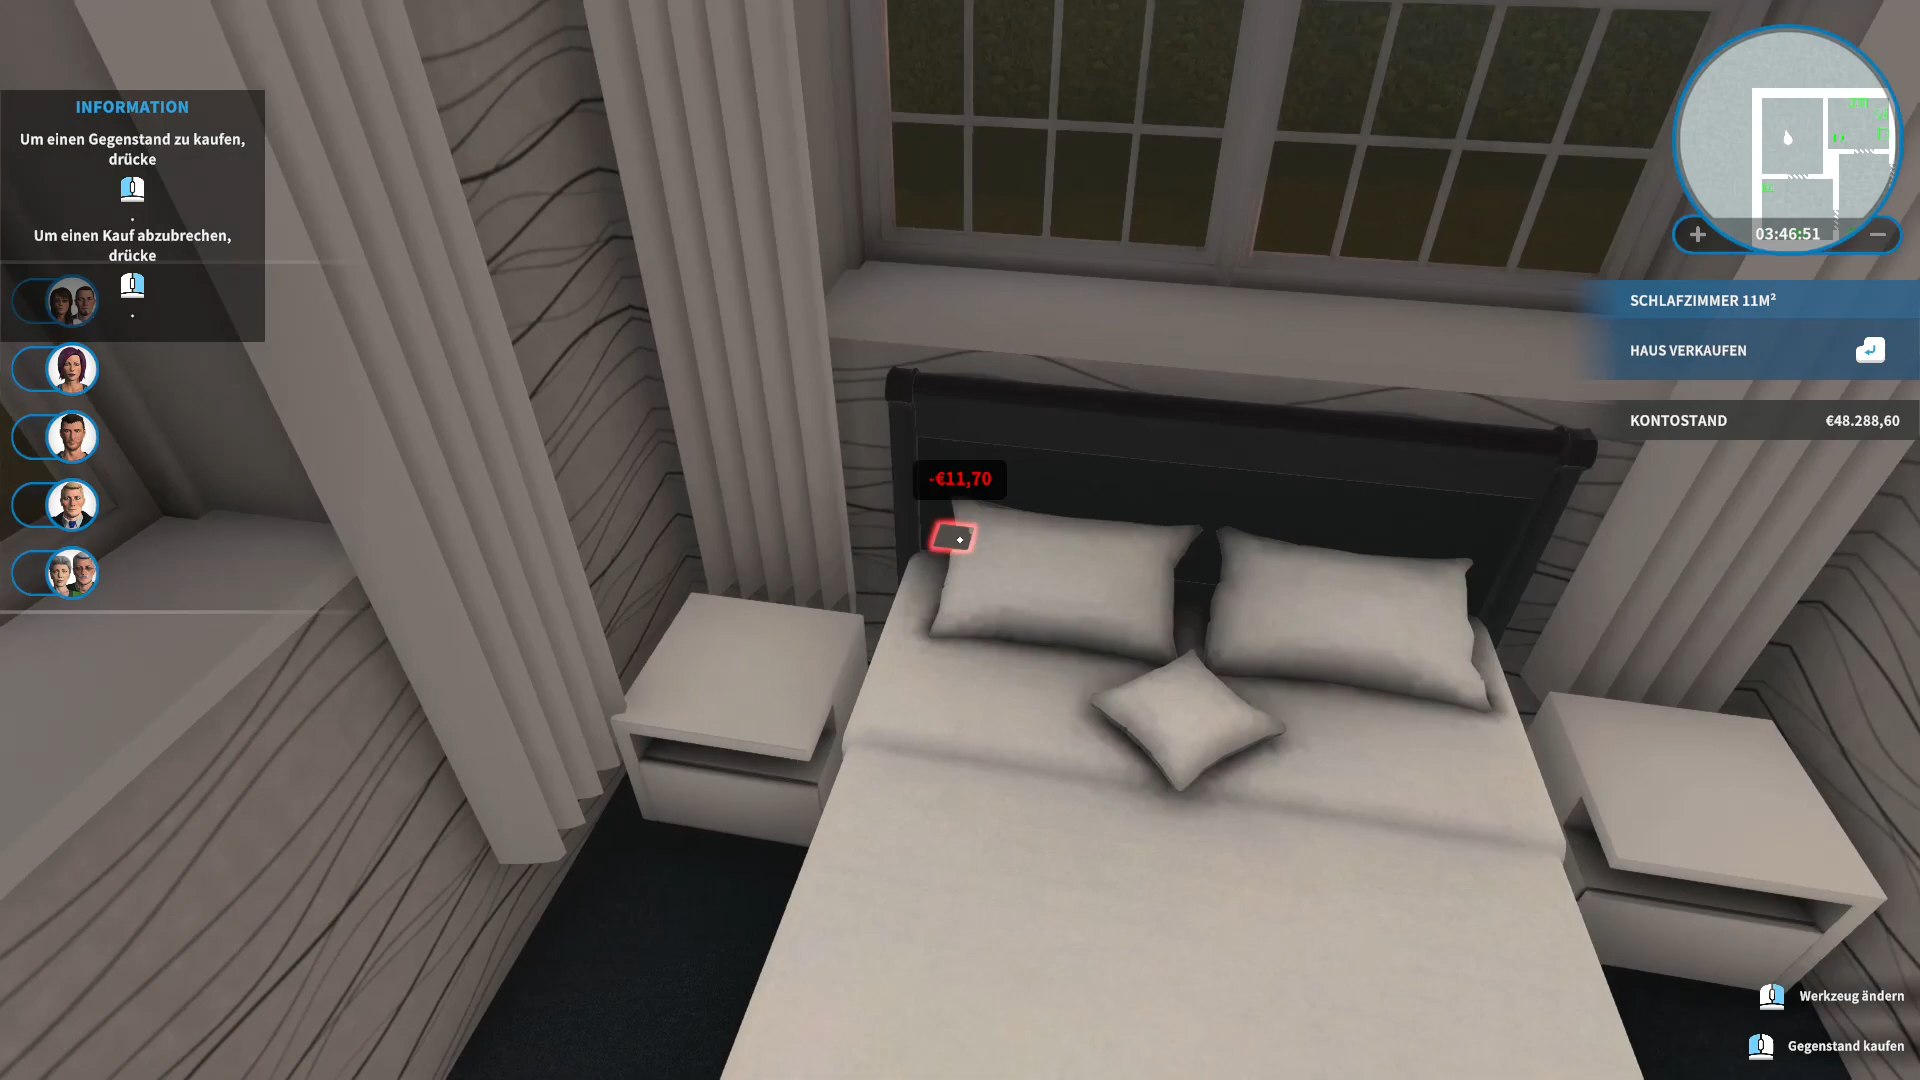 INFORMATION
Um einen Gegenstand zu kaufen,
drücke
.
Um einen Kauf abzubrechen,
drücke
.
03:46:51
SCHLAFZIMMER 11M²
HAUS VERKAUFEN
KONTOSTAND €48.288,60
-€11,70
Werkzeug ändern
Gegenstand kaufen